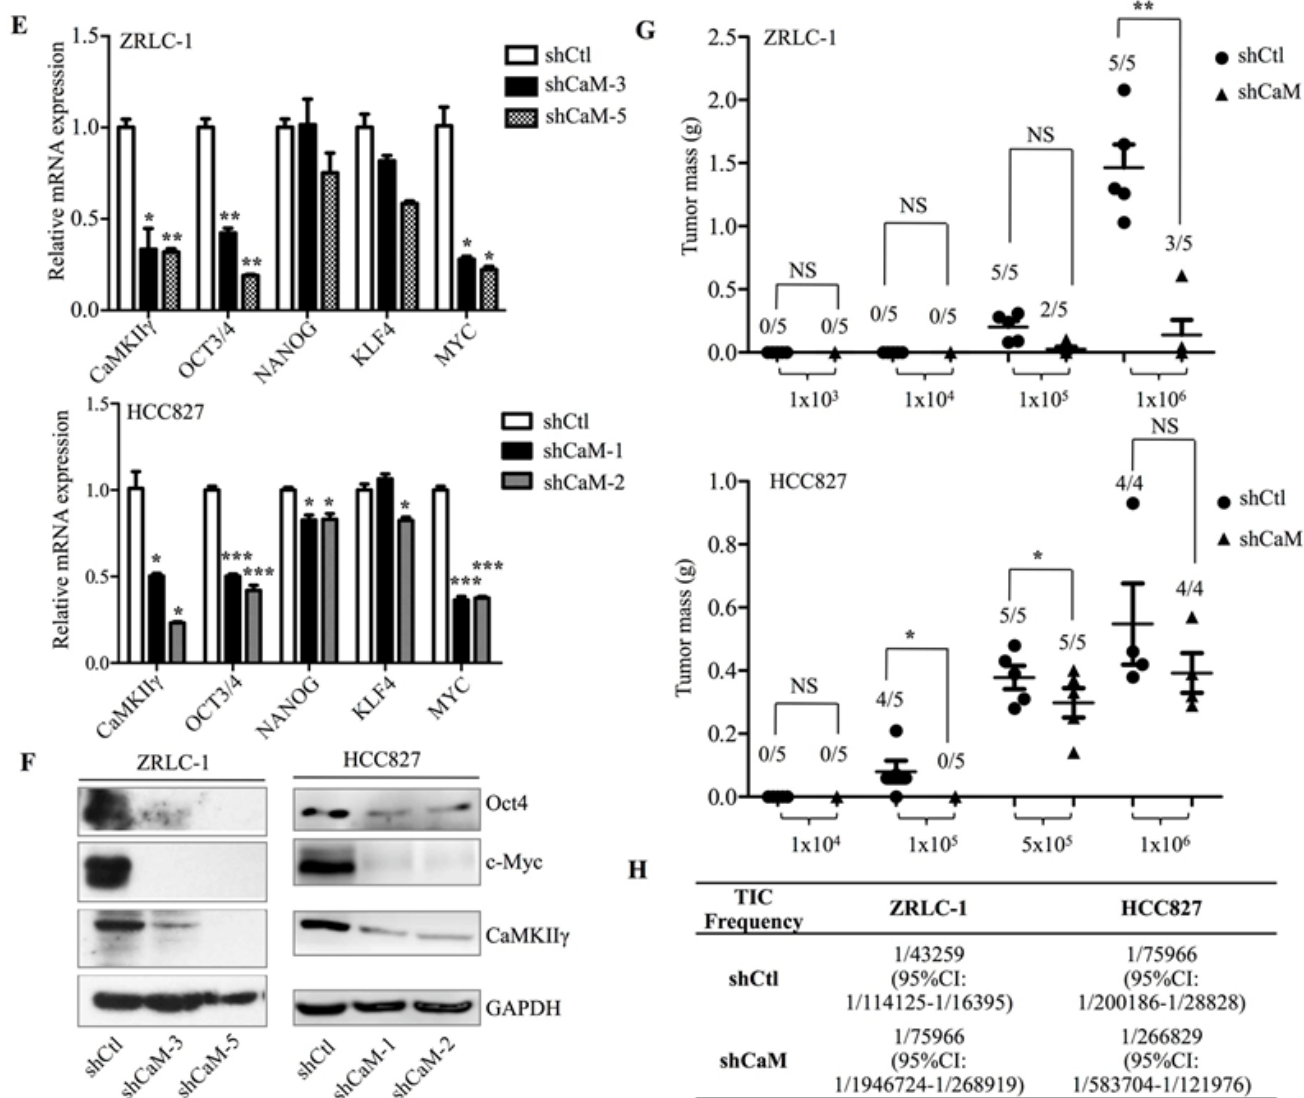 E
ZRLC-1
1.5
1.0
0.5
0.0
Relative mRNA expression
shCtl
shCaM-3
shCaM-5
*
**
**
**
*
*
CaMKIIγ
OCT3/4
NANOG
KLF4
MYC
HCC827
1.5
1.0
0.5
0.0
Relative mRNA expression
shCtl
shCaM-1
shCaM-2
*
*
***
***
*
*
*
***
***
CaMKIIγ
OCT3/4
NANOG
KLF4
MYC
F
ZRLC-1
HCC827
Oct4
c-Myc
CaMKIIγ
GAPDH
shCtl
shCaM-3
shCaM-5
shCtl
shCaM-1
shCaM-2
G
ZRLC-1
2.5
2.0
1.5
1.0
0.5
0.0
Tumor mass (g)
shCtl
shCaM
NS
0/5
0/5
NS
0/5
0/5
NS
5/5
2/5
**
5/5
3/5
1x10³
1x10⁴
1x10⁵
1x10⁶
HCC827
1.0
0.8
0.6
0.4
0.2
0.0
Tumor mass (g)
shCtl
shCaM
NS
0/5
0/5
*
4/5
0/5
*
5/5
5/5
NS
4/4
4/4
1x10⁴
1x10⁵
5x10⁵
1x10⁶
H
TIC Frequency ZRLC-1 HCC827
shCtl
1/43259
(95%CI:
1/114125-1/16395)
1/75966
(95%CI:
1/200186-1/28828)
shCaM
1/75966
(95%CI:
1/1946724-1/268919)
1/266829
(95%CI:
1/583704-1/121976)